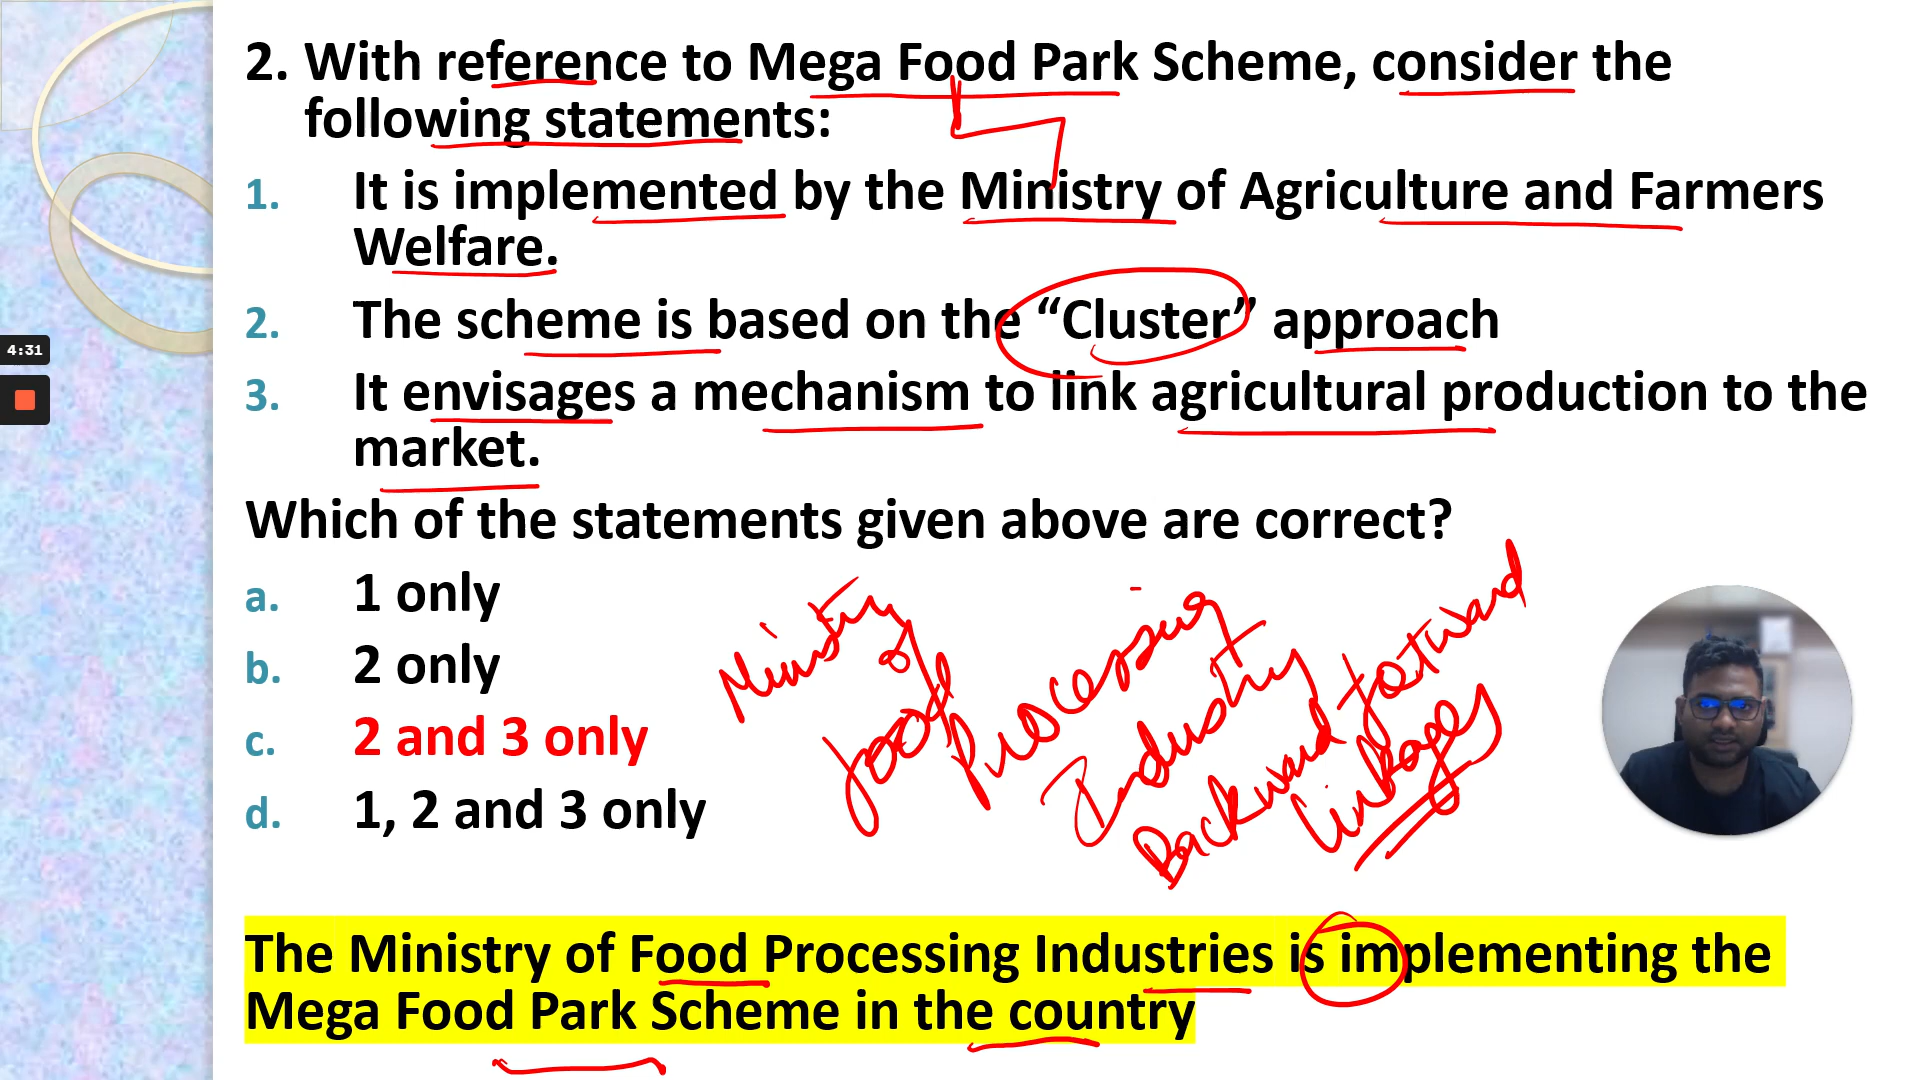 2. With reference to Mega Food Park Scheme, consider the
following statements:
1. It is implemented by the Ministry of Agriculture and Farmers
Welfare.
2. The scheme is based on the “Cluster” approach
3. It envisages a mechanism to link agricultural production to the
market.
Which of the statements given above are correct?
a. 1 only
b. 2 only
c. 2 and 3 only
d. 1, 2 and 3 only
Ministry
of
Food
Processing
Industry
Backward forward
linkages
The Ministry of Food Processing Industries is implementing the
Mega Food Park Scheme in the country
4:31